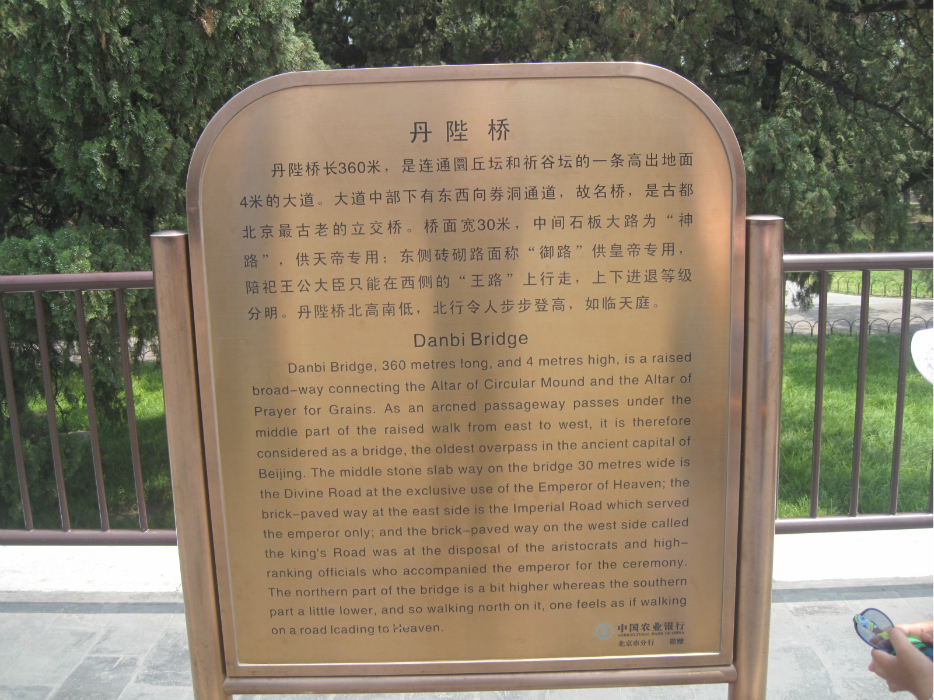 丹陛桥
丹陛桥长360米，是连通圜丘坛和祈谷坛的一条高出地面
4米的大道。大道中部下有东西向券洞通道，故名桥，是古都
北京最古老的立交桥。桥面宽30米，中间石板大路为“神
路”，供天帝专用；东侧砖砌路面称“御路”供皇帝专用，
陪祀王公大臣只能在西侧的“王路”上行走，上下进退等级
分明。丹陛桥北高南低，北行令人步步登高，如临天庭。
Danbi Bridge
Danbi Bridge, 360 metres long, and 4 metres high, is a raised
broad-way connecting the Altar of Circular Mound and the Altar of
Prayer for Grains. As an arched passageway passes under the
middle part of the raised walk from east to west, it is therefore
considered as a bridge, the oldest overpass in the ancient capital of
Beijing. The middle stone slab way on the bridge 30 metres wide is
the Divine Road at the exclusive use of the Emperor of Heaven; the
brick-paved way at the east side is the Imperial Road which served
the emperor only; and the brick-paved way on the west side called
the king's Road was at the disposal of the aristocrats and high-
ranking officials who accompanied the emperor for the ceremony.
The northern part of the bridge is a bit higher whereas the southern
part a little lower, and so walking north on it, one feels as if walking
on a road leading to Heaven.
中国农业银行
AGRICULTURAL BANK OF CHINA
北京市分行 捐赠